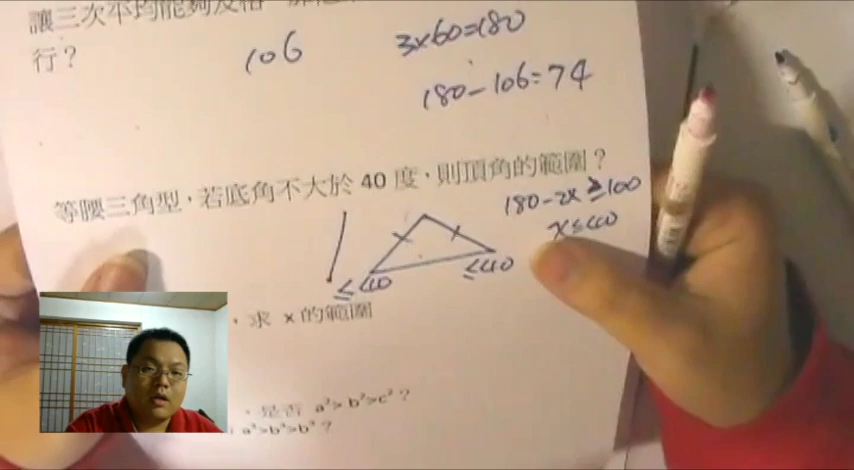 讓三次平均能夠及格
行？
106
3x60=180
180-106=74
等腰三角型，若底角不大於 40 度，則頂角的範圍？
180-2x≥100
x≤40
≤40
≤40
，求 x 的範圍
，是否 a²>b²>c²？